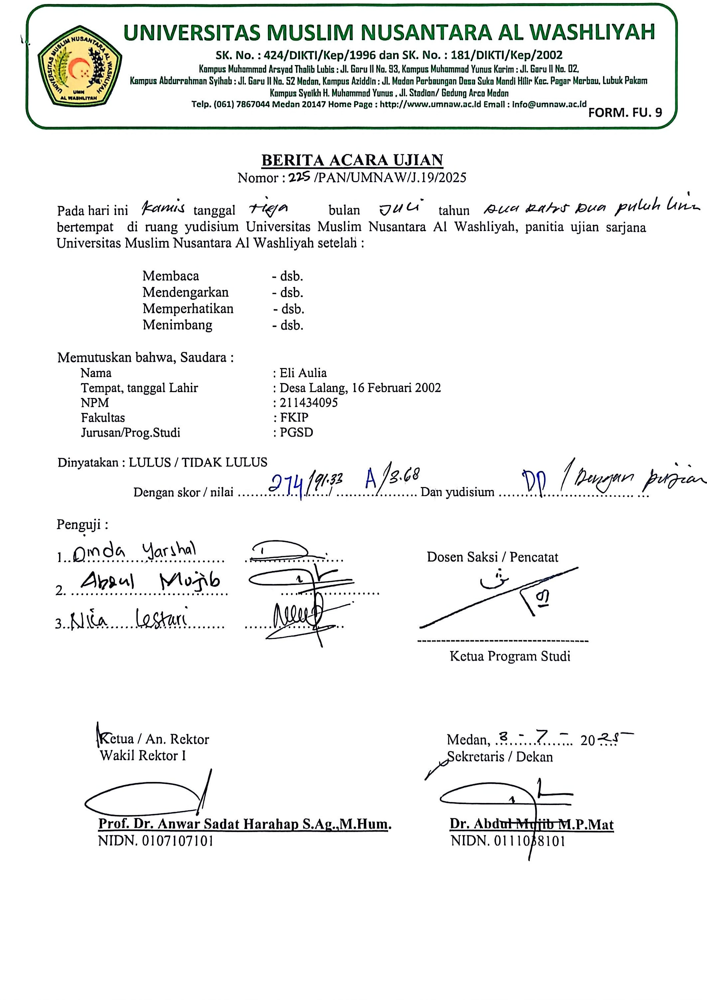 UNIVERSITAS MUSLIM NUSANTARA AL WASHLIYAH
UNIVERSITAS MUSLIM NUSANTARA AL WASHLIYAH
UMN
AL WASHLIYAH
SK. No. : 424/DIKTI/Kep/1996 dan SK. No. : 181/DIKTI/Kep/2002
Kampus Muhammad Arsyad Thalib Lubis : Jl. Garu II No. 93, Kampus Muhammad Yunus Karim : Jl. Garu II No. 02,
Kampus Abdurrahman Syihab : Jl. Garu II No. 52 Medan, Kampus Aziddin : Jl. Medan Perbaungan Desa Suka Mandi Hilir Kec. Pagar Merbau, Lubuk Pakam
Kampus Syaikh H. Muhammad Yunus , Jl. Stadion/ Gedung Arca Medan
Telp. (061) 7867044 Medan 20147 Home Page : http://www.umnaw.ac.id Email : info@umnaw.ac.id
FORM. FU. 9
BERITA ACARA UJIAN
Nomor : 225 /PAN/UMNAW/J.19/2025
Pada hari ini Kamis tanggal tiga bulan Juli tahun dua dua puluh lima
bertempat di ruang yudisium Universitas Muslim Nusantara Al Washliyah, panitia ujian sarjana
Universitas Muslim Nusantara Al Washliyah setelah :
Membaca - dsb.
Mendengarkan - dsb.
Memperhatikan - dsb.
Menimbang - dsb.
Memutuskan bahwa, Saudara :
Nama : Eli Aulia
Tempat, tanggal Lahir : Desa Lalang, 16 Februari 2002
NPM : 211434095
Fakultas : FKIP
Jurusan/Prog.Studi : PGSD
Dinyatakan : LULUS / TIDAK LULUS
Dengan skor / nilai 274/91.33 / A/3.68 Dan yudisium DP / Dengan pujian
Penguji :
1. Dinda Yarshal
2. Abdul Mujib
3. Nila Lestari
Dosen Saksi / Pencatat
Ketua Program Studi
Ketua / An. Rektor
Wakil Rektor I
Prof. Dr. Anwar Sadat Harahap S.Ag.,M.Hum.
NIDN. 0107107101
Medan, 3 - 7 - 2025
Sekretaris / Dekan
Dr. Abdul Mujib M.P.Mat
NIDN. 0111038101